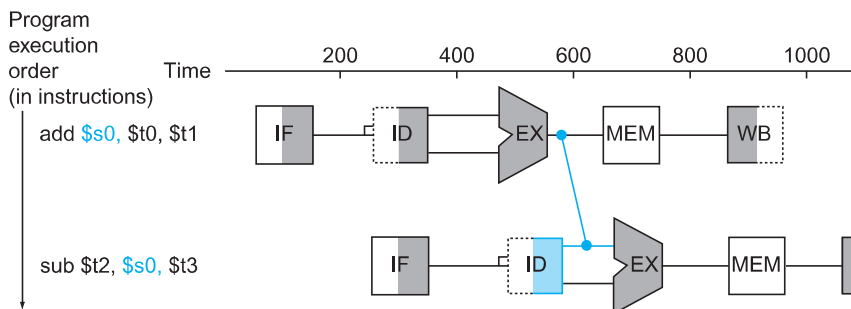 Program
execution
order
(in instructions)
Time
200 400 600 800 1000
add $s0, $t0, $t1
IF ID EX MEM WB
sub $t2, $s0, $t3
IF ID EX MEM